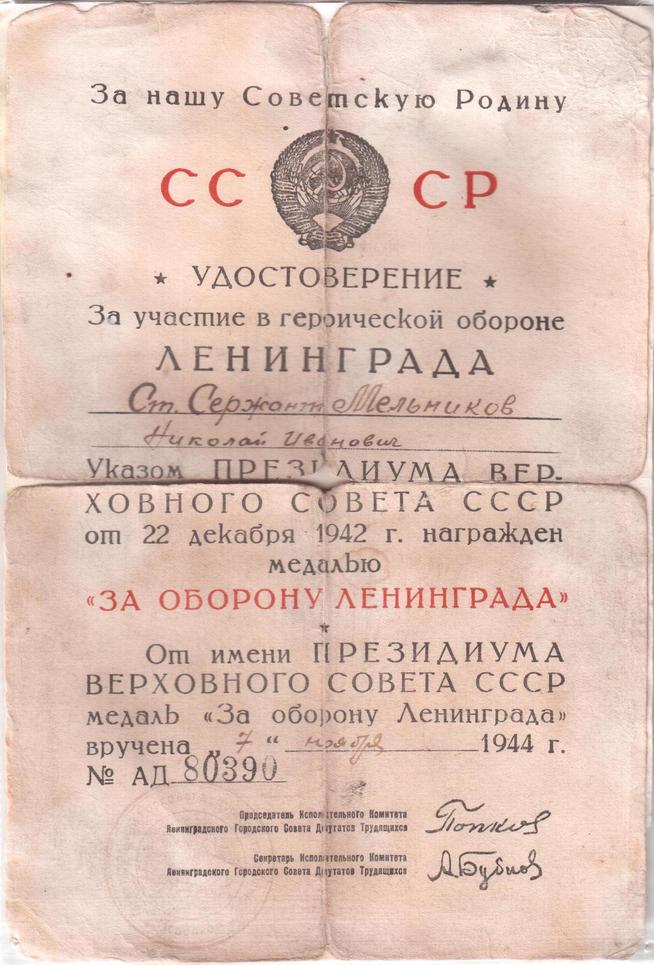 За нашу Советскую Родину
СС СР
★ УДОСТОВЕРЕНИЕ ★
За участие в героической обороне
ЛЕНИНГРАДА
Ст. Сержант Мельников
Николай Иванович
Указом ПРЕЗИДИУМА ВЕР-
ХОВНОГО СОВЕТА СССР
от 22 декабря 1942 г. награжден
медалью
«ЗА ОБОРОНУ ЛЕНИНГРАДА»
★
От имени ПРЕЗИДИУМА
ВЕРХОВНОГО СОВЕТА СССР
медаль «За оборону Ленинграда»
вручена „7“ ноября 1944 г.
№ АД 80390
Председатель Исполнительного Комитета
Ленинградского Городского Совета Депутатов Трудящихся
Попков
Секретарь Исполнительного Комитета
Ленинградского Городского Совета Депутатов Трудящихся
А Бубнов